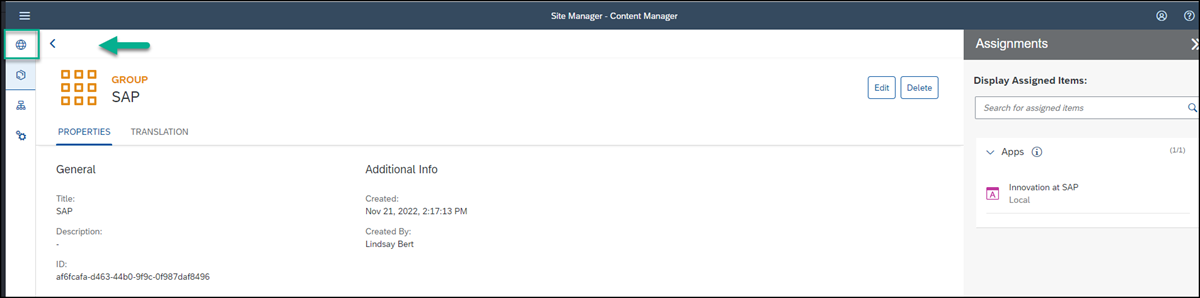 Site Manager - Content Manager
GROUP
SAP
Edit
Delete
PROPERTIES
TRANSLATION
General
Title:
SAP
Description:
-
ID:
af6fcafa-d463-44b0-9f9c-0f987daf8496
Additional Info
Created:
Nov 21, 2022, 2:17:13 PM
Created By:
Lindsay Bert
Assignments
Display Assigned Items:
Search for assigned items
Apps
(1/1)
A
Innovation at SAP
Local